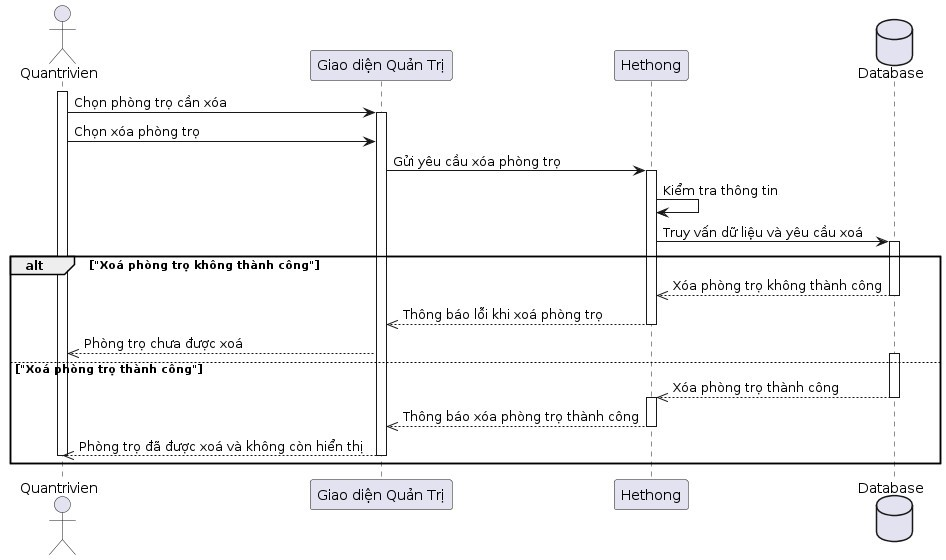 Quantrivien
Giao diện Quản Trị
Hethong
Database
Chọn phòng trọ cần xóa
Chọn xóa phòng trọ
Gửi yêu cầu xóa phòng trọ
Kiểm tra thông tin
Truy vấn dữ liệu và yêu cầu xoá
alt
["Xoá phòng trọ không thành công"]
Xóa phòng trọ không thành công
Thông báo lỗi khi xoá phòng trọ
Phòng trọ chưa được xoá
["Xoá phòng trọ thành công"]
Xóa phòng trọ thành công
Thông báo xóa phòng trọ thành công
Phòng trọ đã được xoá và không còn hiển thị
Quantrivien
Giao diện Quản Trị
Hethong
Database